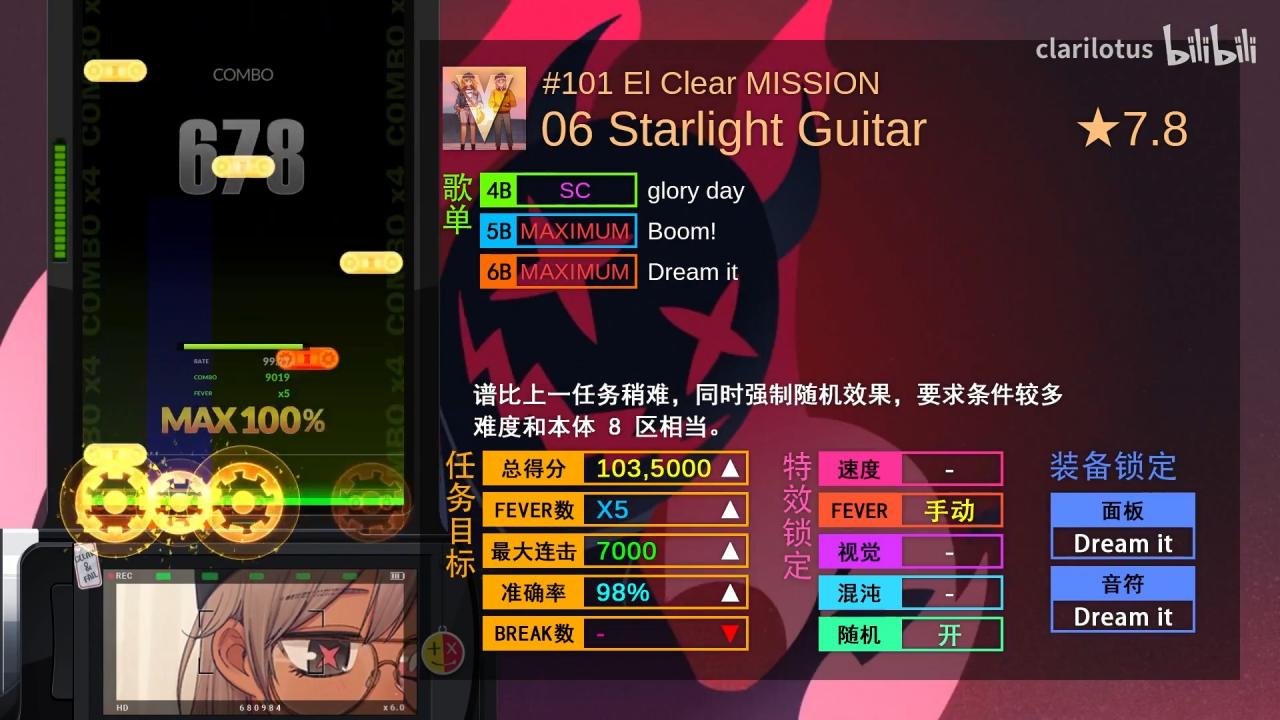 clarilotus bilibili
COMBO
678
COMBO x4
COMBO x4
RATE
COMBO 9019
FEVER x5
MAX 100%
CLEAR & FAIL
REC
HD 680984 x6.0
#101 El Clear MISSION
06 Starlight Guitar
★7.8
歌单
4B SC glory day
5B MAXIMUM Boom!
6B MAXIMUM Dream it
谱比上一任务稍难，同时强制随机效果，要求条件较多
难度和本体 8 区相当。
任务目标
总得分 103,5000 ▲
FEVER数 X5 ▲
最大连击 7000 ▲
准确率 98% ▲
BREAK数 - ▼
特效锁定
速度 -
FEVER 手动
视觉 -
混沌 -
随机 开
装备锁定
面板
Dream it
音符
Dream it